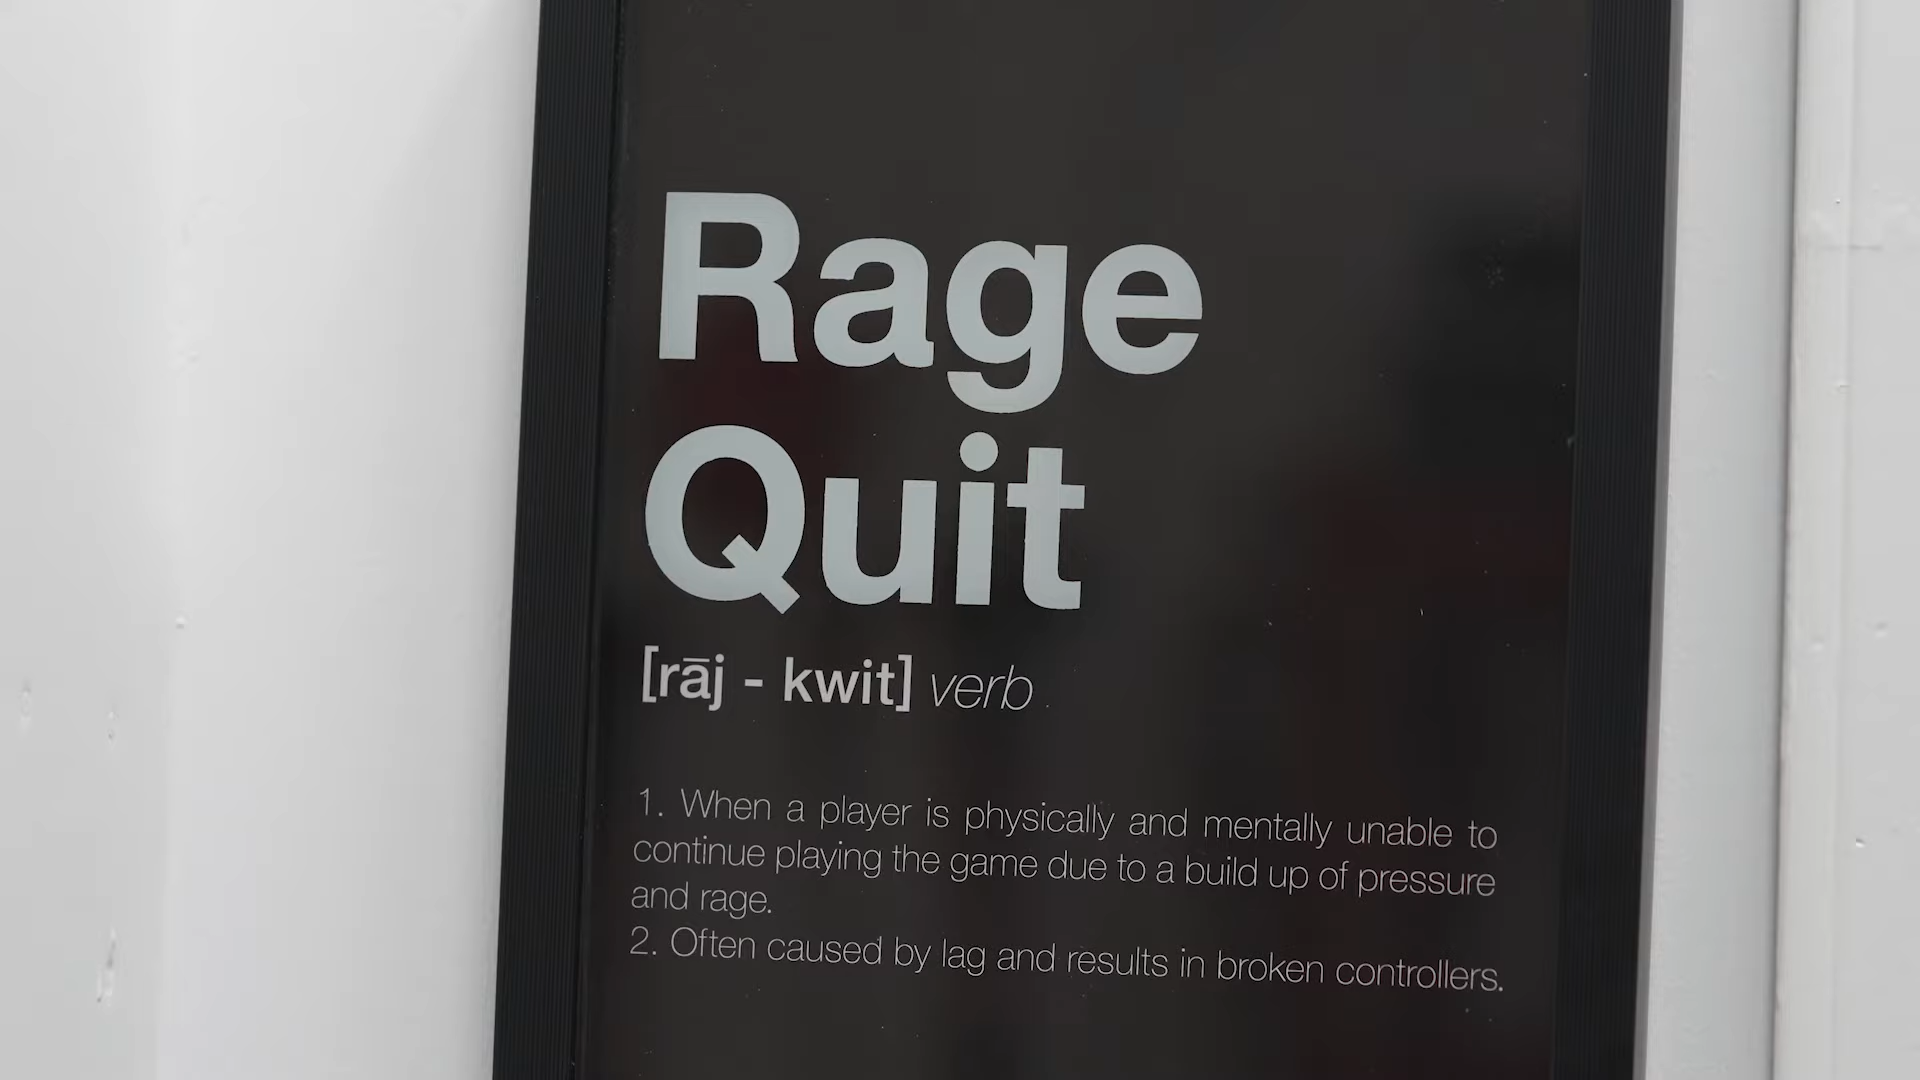 Rage
Quit
[rāj - kwit] verb
1. When a player is physically and mentally unable to
continue playing the game due to a build up of pressure
and rage.
2. Often caused by lag and results in broken controllers.